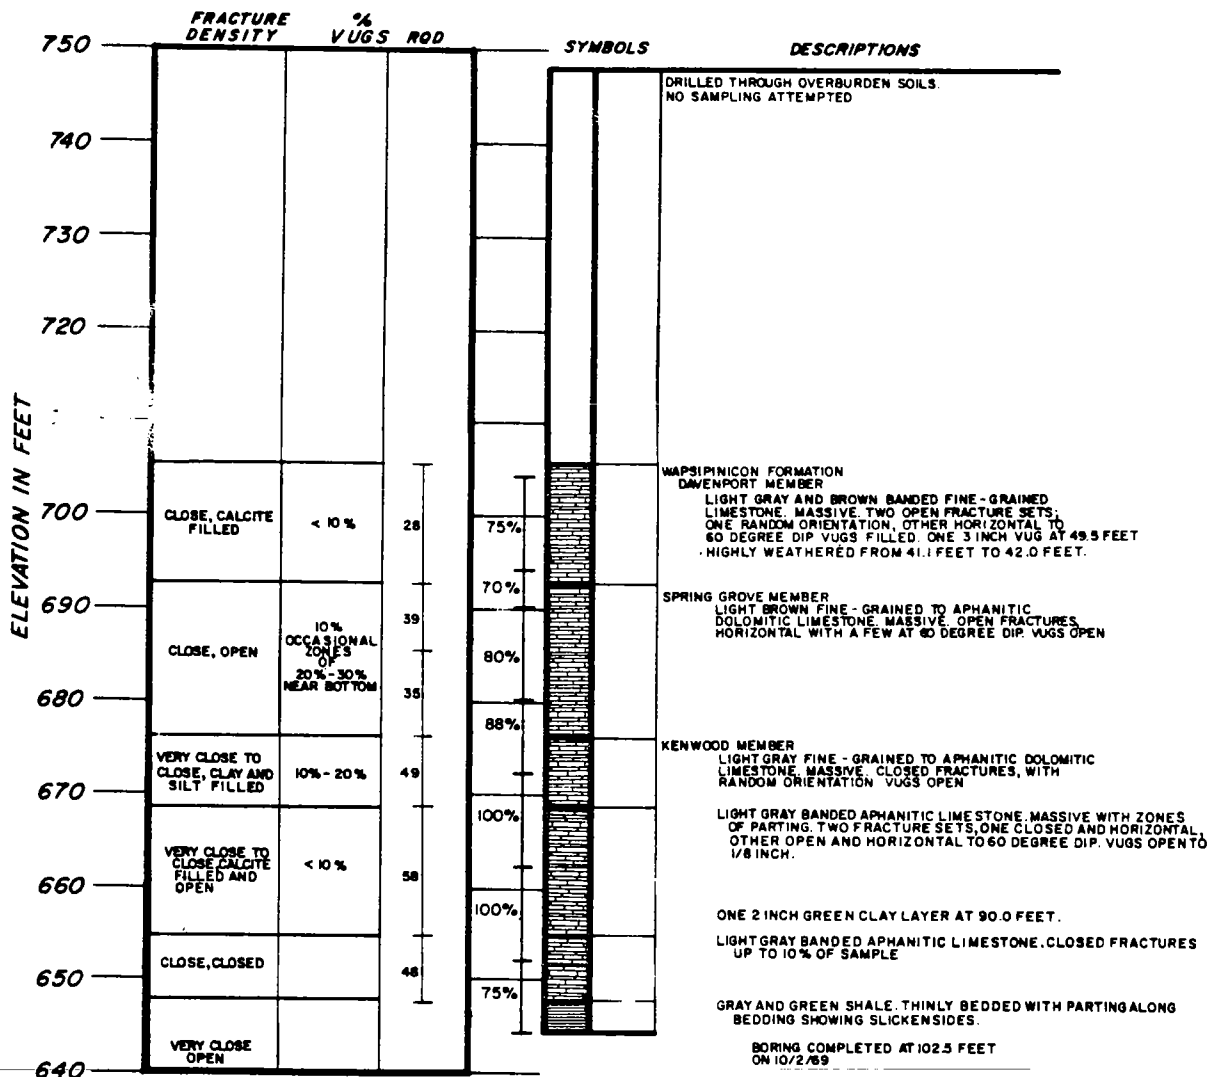 FRACTURE DENSITY
% VUGS
RQD
SYMBOLS
DESCRIPTIONS
ELEVATION IN FEET
750
740
730
720
700
690
680
670
660
650
640
CLOSE, CALCITE
FILLED
< 10 %
28
CLOSE, OPEN
10%
OCCASIONAL
ZONES
OF
20%-30%
NEAR BOTTOM
39
35
VERY CLOSE TO
CLOSE, CLAY AND
SILT FILLED
10% - 20%
49
VERY CLOSE TO
CLOSE, CALCITE
FILLED AND
OPEN
< 10 %
58
CLOSE, CLOSED
48
VERY CLOSE
OPEN
75%
70%
80%
88%
100%
100%
75%
DRILLED THROUGH OVERBURDEN SOILS.
NO SAMPLING ATTEMPTED
WAPSIPINICON FORMATION
DAVENPORT MEMBER
LIGHT GRAY AND BROWN BANDED FINE-GRAINED
LIMESTONE. MASSIVE. TWO OPEN FRACTURE SETS;
ONE RANDOM ORIENTATION, OTHER HORIZONTAL TO
60 DEGREE DIP VUGS FILLED. ONE 3 INCH VUG AT 49.5 FEET
HIGHLY WEATHERED FROM 41.1 FEET TO 42.0 FEET.
SPRING GROVE MEMBER
LIGHT BROWN FINE-GRAINED TO APHANITIC
DOLOMITIC LIMESTONE. MASSIVE. OPEN FRACTURES,
HORIZONTAL WITH A FEW AT 60 DEGREE DIP. VUGS OPEN
KENWOOD MEMBER
LIGHT GRAY FINE-GRAINED TO APHANITIC DOLOMITIC
LIMESTONE. MASSIVE. CLOSED FRACTURES, WITH
RANDOM ORIENTATION VUGS OPEN
LIGHT GRAY BANDED APHANITIC LIMESTONE. MASSIVE WITH ZONES
OF PARTING. TWO FRACTURE SETS, ONE CLOSED AND HORIZONTAL,
OTHER OPEN AND HORIZONTAL TO 60 DEGREE DIP. VUGS OPEN TO
1/8 INCH.
ONE 2 INCH GREEN CLAY LAYER AT 90.0 FEET.
LIGHT GRAY BANDED APHANITIC LIMESTONE. CLOSED FRACTURES
UP TO 10% OF SAMPLE
GRAY AND GREEN SHALE. THINLY BEDDED WITH PARTING ALONG
BEDDING SHOWING SLICKENSIDES.
BORING COMPLETED AT 102.5 FEET
ON 10/2/69